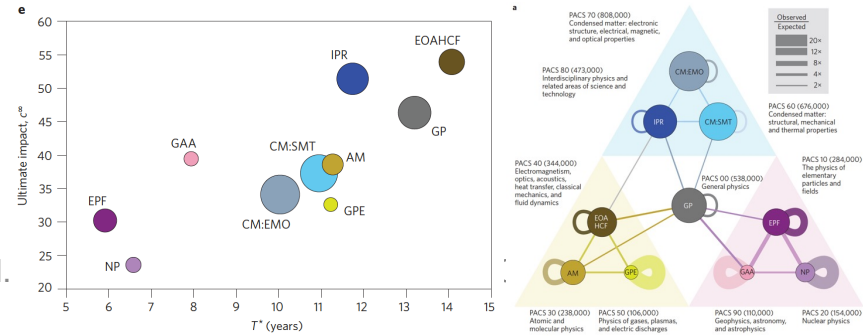 e
60
55
50
45
40
35
30
25
20
Ultimate impact, c∞
5
6
7
8
9
10
11
12
13
14
15
T* (years)
EOAHCF
IPR
GP
GAA
CM:SMT
AM
GPE
CM:EMO
EPF
NP
a
PACS 70 (808,000)
Condensed matter: electronic
structure, electrical, magnetic,
and optical properties
Observed
Expected
20×
12×
8×
4×
2×
PACS 80 (473,000)
Interdisciplinary physics and
related areas of science and
technology
CM:EMO
IPR
CM:SMT
PACS 60 (676,000)
Condensed matter:
structural, mechanical
and thermal properties
PACS 40 (344,000)
Electromagnetism,
optics, acoustics,
heat transfer, classical
mechanics, and
fluid dynamics
PACS 00 (538,000)
General physics
PACS 10 (284,000)
The physics of
elementary
particles and
fields
GP
EOA
HCF
EPF
AM
GPE
GAA
NP
PACS 30 (238,000)
Atomic and
molecular physics
PACS 50 (106,000)
Physics of gases, plasmas,
and electric discharges
PACS 90 (110,000)
Geophysics, astronomy,
and astrophysics
PACS 20 (154,000)
Nuclear physics